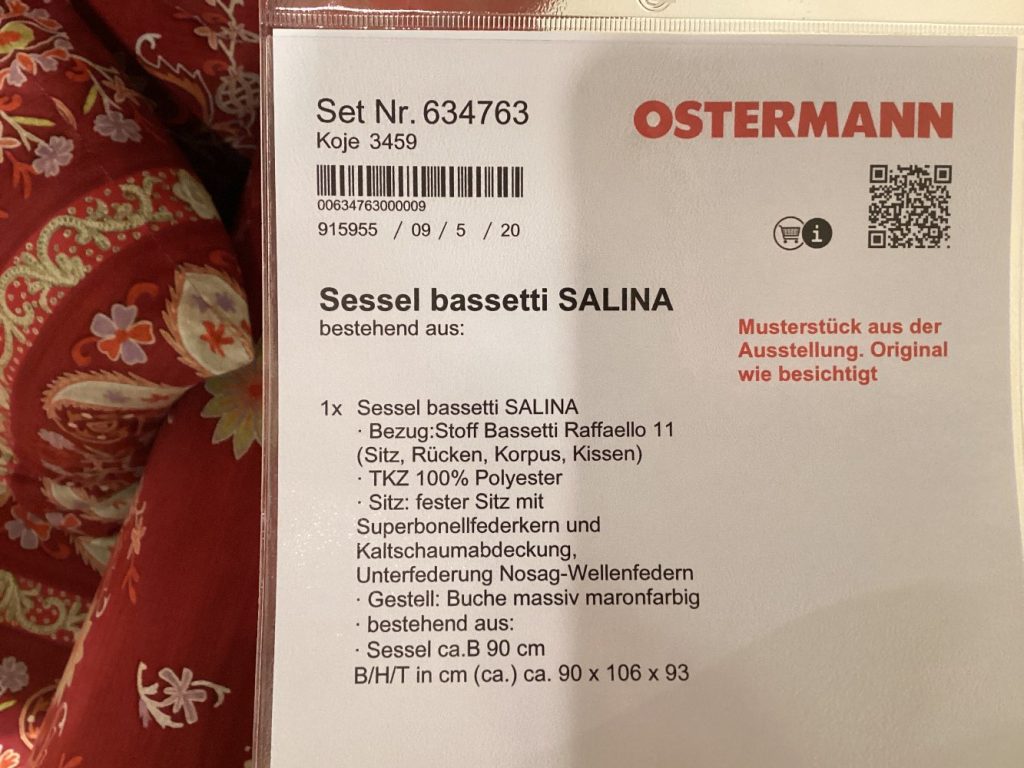 Set Nr. 634763
Koje 3459
OSTERMANN
00634763000009
915955 / 09 / 5 / 20
i
Sessel bassetti SALINA
bestehend aus:
Musterstück aus der
Ausstellung. Original
wie besichtigt
1x Sessel bassetti SALINA
· Bezug:Stoff Bassetti Raffaello 11
(Sitz, Rücken, Korpus, Kissen)
· TKZ 100% Polyester
· Sitz: fester Sitz mit
Superbonellfederkern und
Kaltschaumabdeckung,
Unterfederung Nosag-Wellenfedern
· Gestell: Buche massiv maronfarbig
· bestehend aus:
· Sessel ca.B 90 cm
B/H/T in cm (ca.) ca. 90 x 106 x 93